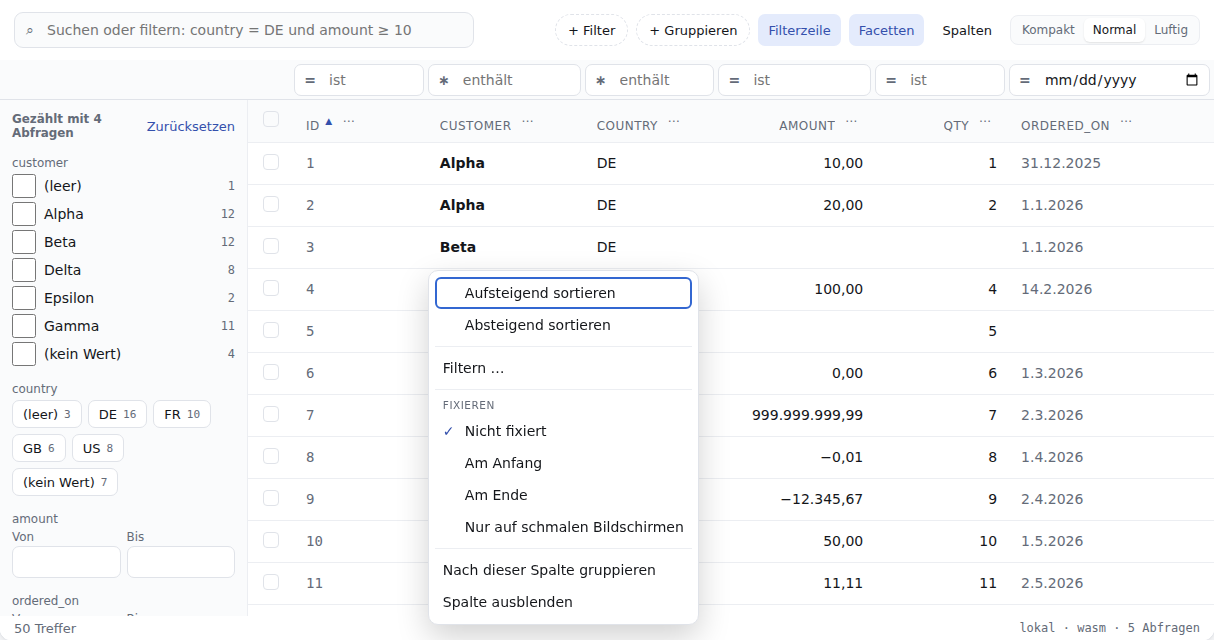 Suchen oder filtern: country = DE und amount ≥ 10
+ Filter
+ Gruppieren
Filterzeile
Facetten
Spalten
Kompakt
Normal
Luftig
= ist
∗ enthält
∗ enthält
= ist
= ist
= mm/dd/yyyy
Gezählt mit 4
Abfragen
Zurücksetzen
ID ▲ ···
CUSTOMER ···
COUNTRY ···
AMOUNT ···
QTY ···
ORDERED_ON ···
customer
(leer) 1
Alpha 12
Beta 12
Delta 8
Epsilon 2
Gamma 11
(kein Wert) 4
country
(leer) 3
DE 16
FR 10
GB 6
US 8
(kein Wert) 7
amount
Von
Bis
ordered_on
1 Alpha DE 10,00 1 31.12.2025
2 Alpha DE 20,00 2 1.1.2026
3 Beta DE 1.1.2026
4 100,00 4 14.2.2026
5 5
6 0,00 6 1.3.2026
7 999.999.999,99 7 2.3.2026
8 −0,01 8 1.4.2026
9 −12.345,67 9 2.4.2026
10 50,00 10 1.5.2026
11 11,11 11 2.5.2026
Aufsteigend sortieren
Absteigend sortieren
Filtern …
FIXIEREN
✓ Nicht fixiert
Am Anfang
Am Ende
Nur auf schmalen Bildschirmen
Nach dieser Spalte gruppieren
Spalte ausblenden
50 Treffer
lokal · wasm · 5 Abfragen